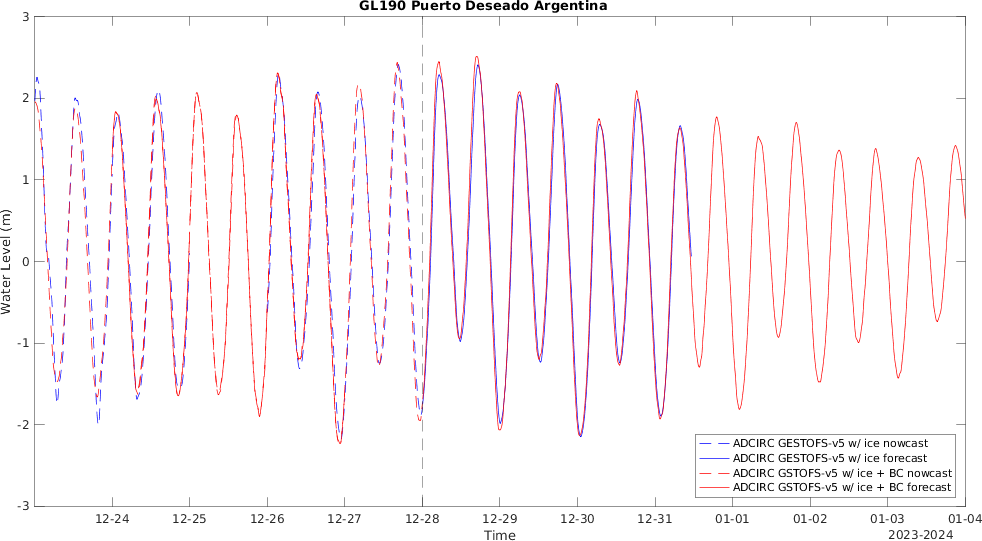 GL190 Puerto Deseado Argentina
3
2
1
0
-1
-2
-3
Water Level (m)
ADCIRC GESTOFS-v5 w/ ice nowcast
ADCIRC GESTOFS-v5 w/ ice forecast
ADCIRC GSTOFS-v5 w/ ice + BC nowcast
ADCIRC GSTOFS-v5 w/ ice + BC forecast
12-24 12-25 12-26 12-27 12-28 12-29 12-30 12-31 01-01 01-02 01-03 01-04
Time
2023-2024